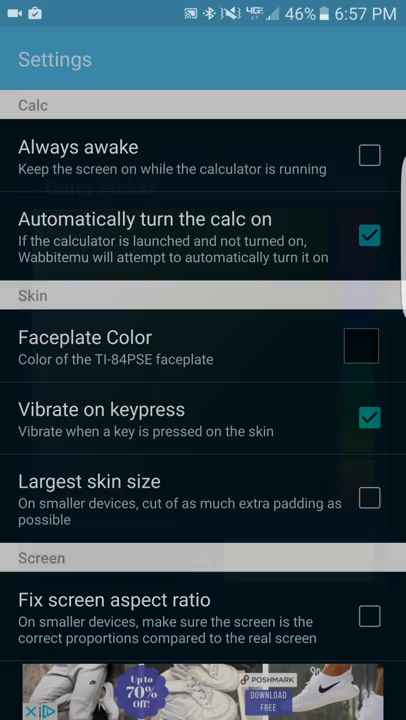 4G 46% 6:57 PM
Settings
Calc
Always awake
Keep the screen on while the calculator is running
Color Picker
Automatically turn the calc on
If the calculator is launched and not turned on,
Wabbitemu will attempt to automatically turn it on
Skin
Faceplate Color
Color of the TI-84PSE faceplate
Vibrate on keypress
Vibrate when a key is pressed on the skin
Largest skin size
On smaller devices, cut of as much extra padding as
possible
Screen
Fix screen aspect ratio
On smaller devices, make sure the screen is the
correct proportions compared to the real screen
Up to
70%
off!
POSHMARK
DOWNLOAD
FREE